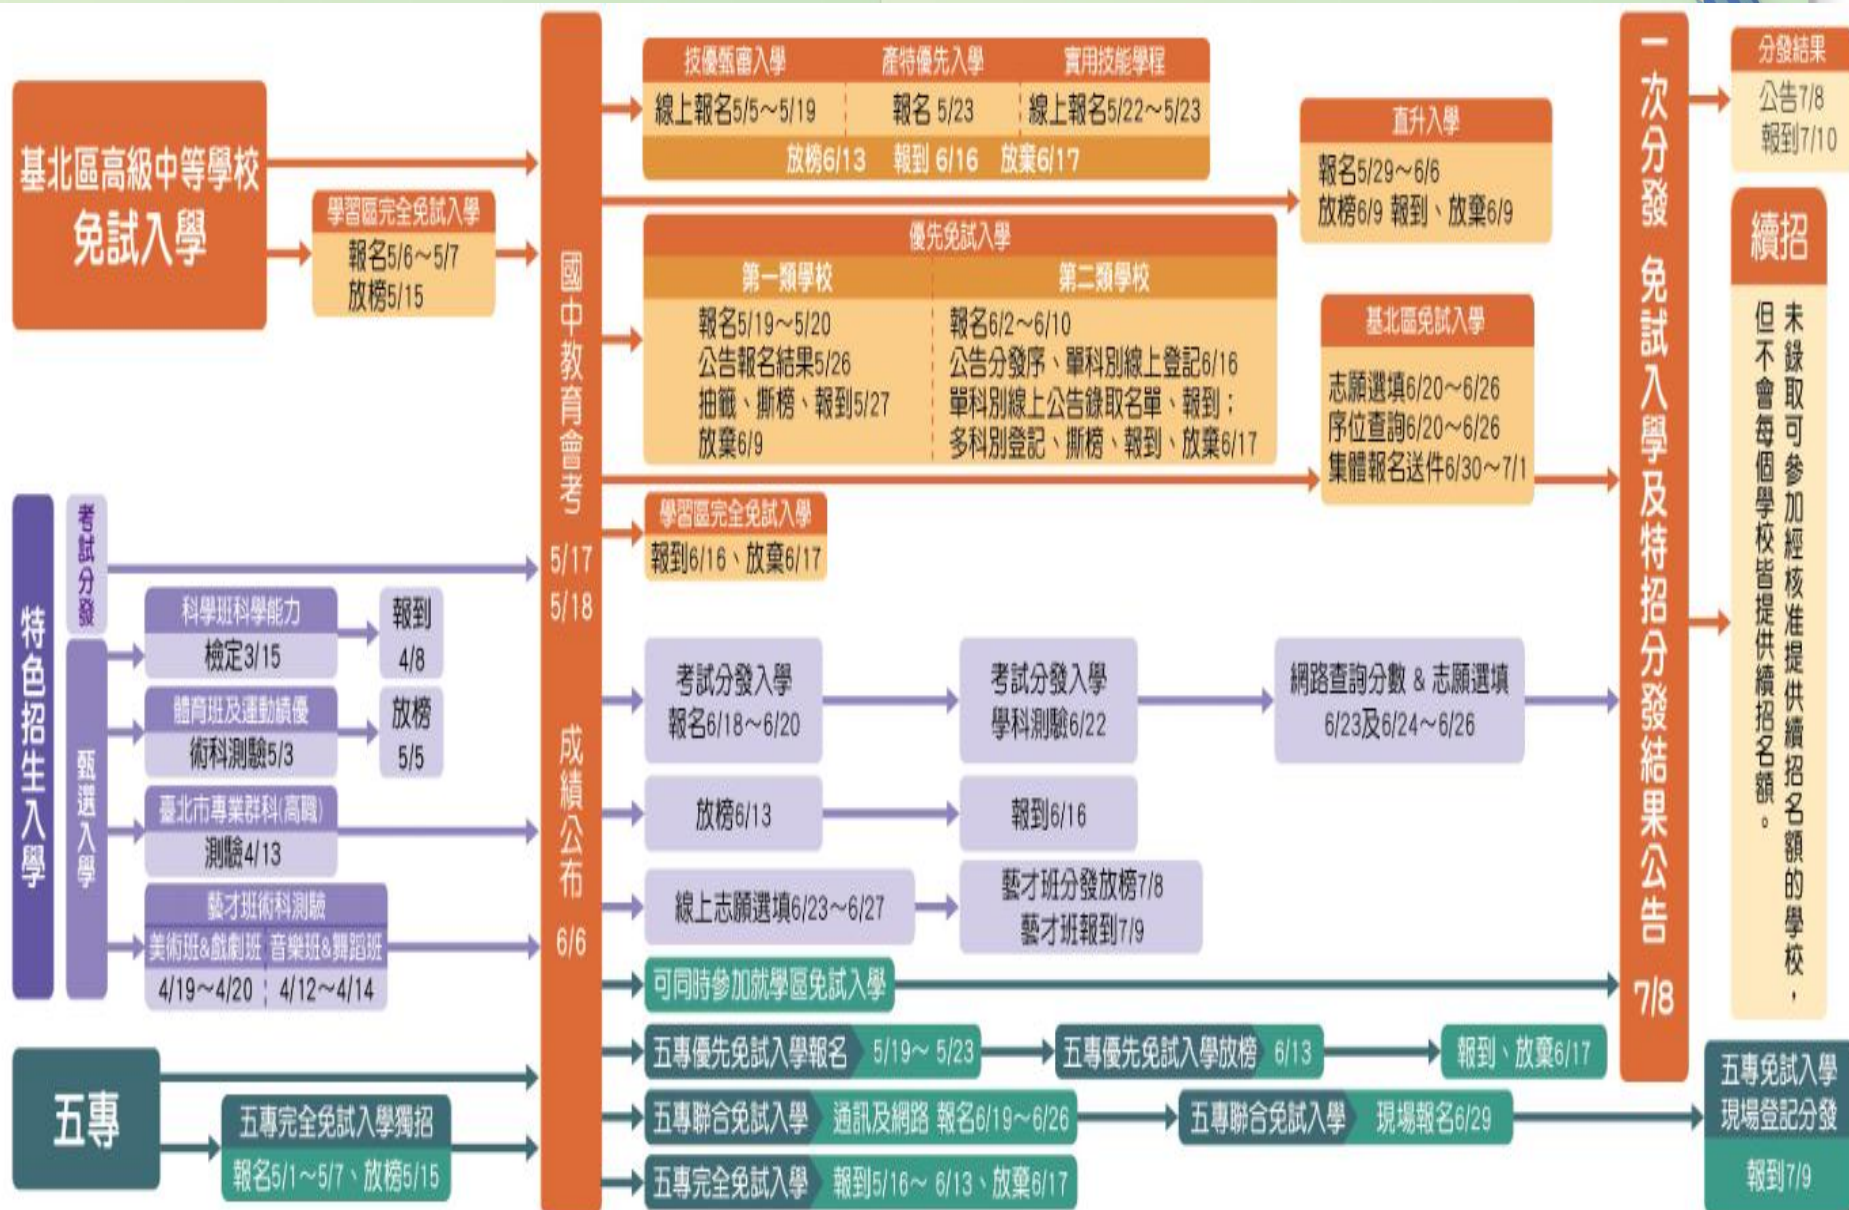 基北區高級中等學校
免試入學
學習區完全免試入學
報名5/6～5/7
放榜5/15
特色招生入學
考試分發
甄選入學
科學班科學能力
檢定3/15
報到
4/8
體育班及運動績優
術科測驗5/3
放榜
5/5
臺北市專業群科(高職)
測驗4/13
藝才班術科測驗
美術班&戲劇班 音樂班&舞蹈班
4/19～4/20 4/12～4/14
五專
五專完全免試入學獨招
報名5/1～5/7、放榜5/15
國中教育會考
5/17
5/18
成績公布
6/6
技優甄審入學 產特優先入學 實用技能學程
線上報名5/5～5/19 報名 5/23 線上報名5/22～5/23
放榜6/13 報到 6/16 放棄6/17
直升入學
報名5/29～6/6
放榜6/9 報到、放棄6/9
優先免試入學
第一類學校
報名5/19～5/20
公告報名結果5/26
抽籤、撕榜、報到5/27
放棄6/9
第二類學校
報名6/2～6/10
公告分發序、單科別線上登記6/16
單科別線上公告錄取名單、報到；
多科別登記、撕榜、報到、放棄6/17
基北區免試入學
志願選填6/20～6/26
序位查詢6/20～6/26
集體報名送件6/30～7/1
學習區完全免試入學
報到6/16、放棄6/17
考試分發入學
報名6/18～6/20
考試分發入學
學科測驗6/22
網路查詢分數 & 志願選填
6/23及6/24～6/26
放榜6/13
報到6/16
線上志願選填6/23～6/27
藝才班分發放榜7/8
藝才班報到7/9
可同時參加就學區免試入學
五專優先免試入學報名 5/19～ 5/23
五專優先免試入學放榜 6/13
報到、放棄6/17
五專聯合免試入學 通訊及網路 報名6/19～6/26
五專聯合免試入學 現場報名6/29
五專完全免試入學 報到5/16～ 6/13、放棄6/17
一次分發 免試入學及特招分發結果公告 7/8
分發結果
公告7/8
報到7/10
續招
未錄取可參加經核准提供續招名額的學校，
但不會每個學校皆提供續招名額。
五專免試入學
現場登記分發
報到7/9